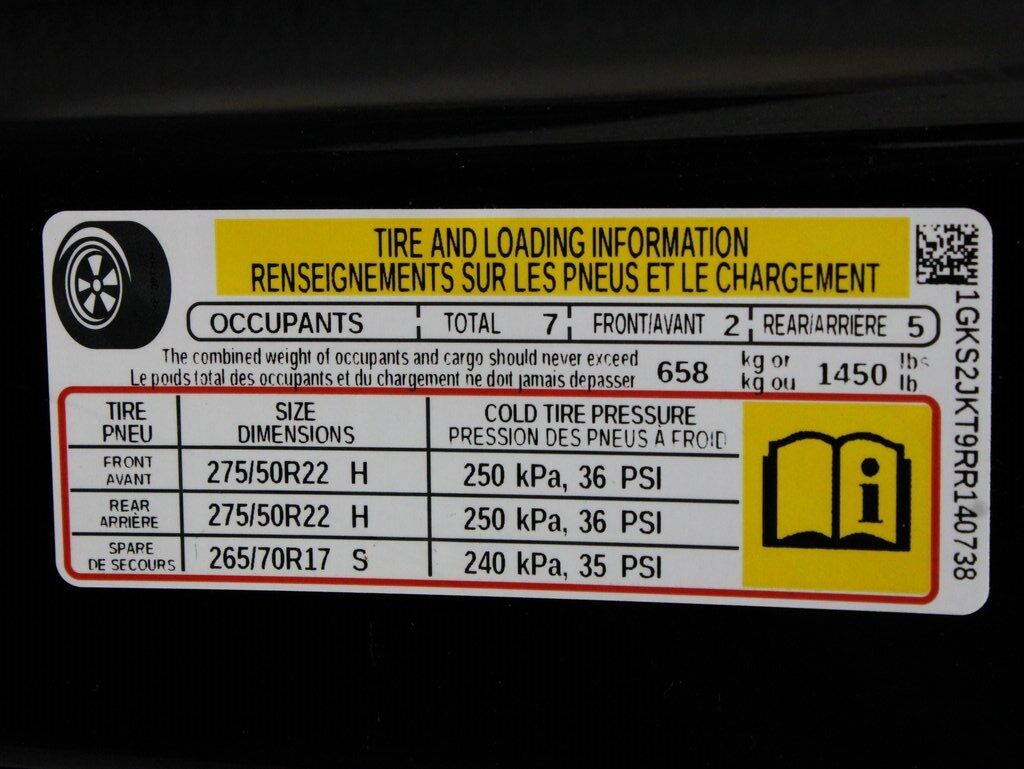 TIRE AND LOADING INFORMATION
RENSEIGNEMENTS SUR LES PNEUS ET LE CHARGEMENT
OCCUPANTS TOTAL 7 FRONT/AVANT 2 REAR/ARRIERE 5
The combined weight of occupants and cargo should never exceed 658 kg or 1450 lbs
Le poids total des occupants et du chargement ne doit jamais depasser kg ou lb
TIRE SIZE COLD TIRE PRESSURE
PNEU DIMENSIONS PRESSION DES PNEUS À FROID
FRONT
AVANT 275/50R22 H 250 kPa, 36 PSI
REAR
ARRIÈRE 275/50R22 H 250 kPa, 36 PSI
SPARE
DE SECOURS 265/70R17 S 240 kPa, 35 PSI
i
1GKS2JKT9RR140738